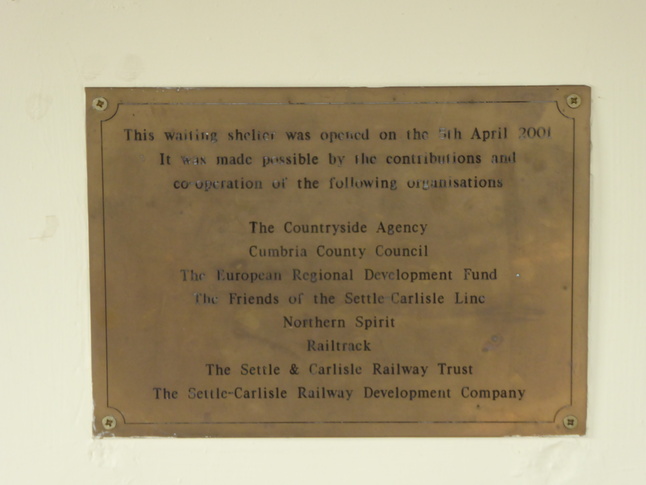 This waiting shelter was opened on the 5th April 2001
It was made possible by the contributions and
co-operation of the following organisations
The Countryside Agency
Cumbria County Council
The European Regional Development Fund
The Friends of the Settle-Carlisle Line
Northern Spirit
Railtrack
The Settle & Carlisle Railway Trust
The Settle-Carlisle Railway Development Company